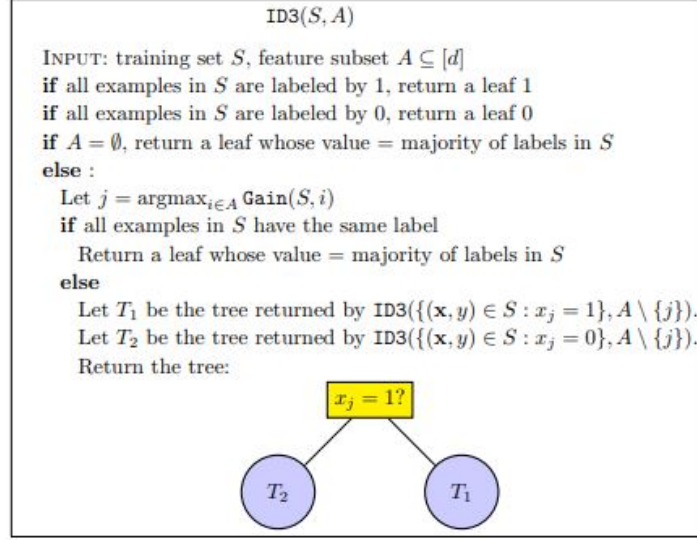 ID3(S, A)
INPUT: training set S, feature subset A ⊆ [d]
if all examples in S are labeled by 1, return a leaf 1
if all examples in S are labeled by 0, return a leaf 0
if A = ∅, return a leaf whose value = majority of labels in S
else :
Let j = argmax_{i∈A} Gain(S, i)
if all examples in S have the same label
Return a leaf whose value = majority of labels in S
else
Let T₁ be the tree returned by ID3({(x, y) ∈ S : x_j = 1}, A \ {j}).
Let T₂ be the tree returned by ID3({(x, y) ∈ S : x_j = 0}, A \ {j}).
Return the tree:
x_j = 1?
T₂ T₁